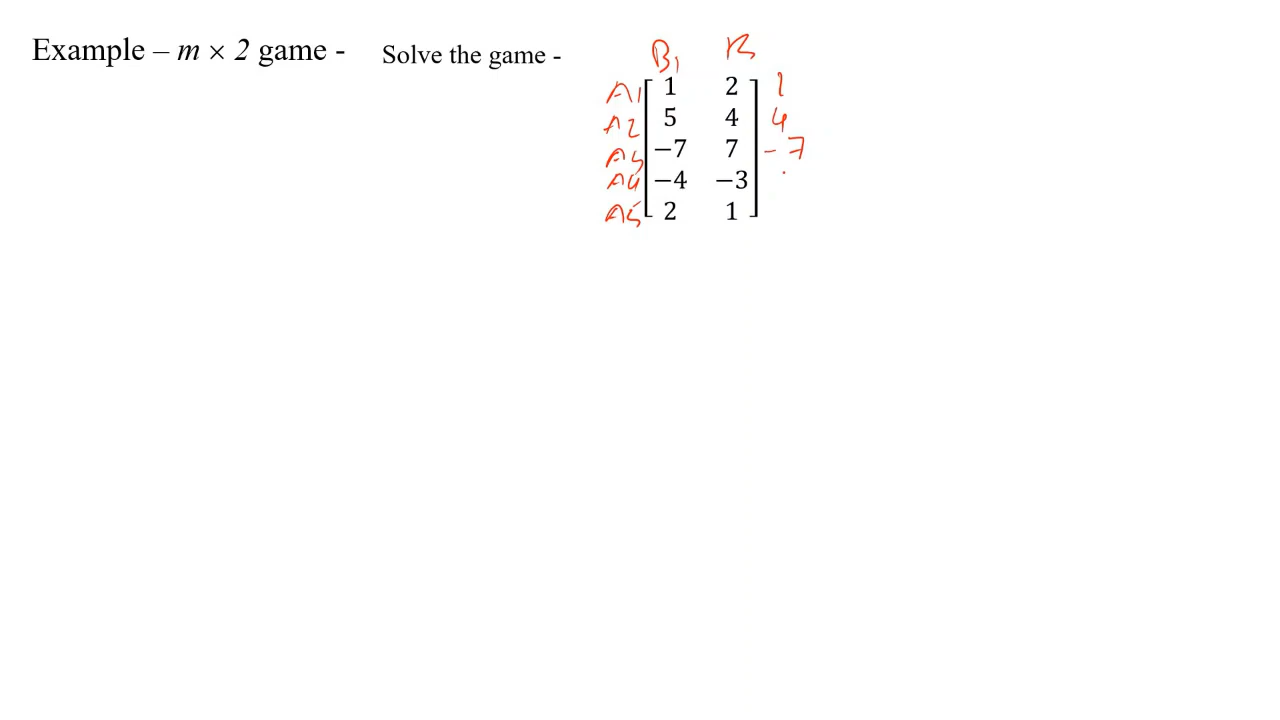 Example – m × 2 game - Solve the game -
B1
A1 1 2 1
A2 5 4 4
A3 −7 7 -7
A4 −4 −3
A5 2 1